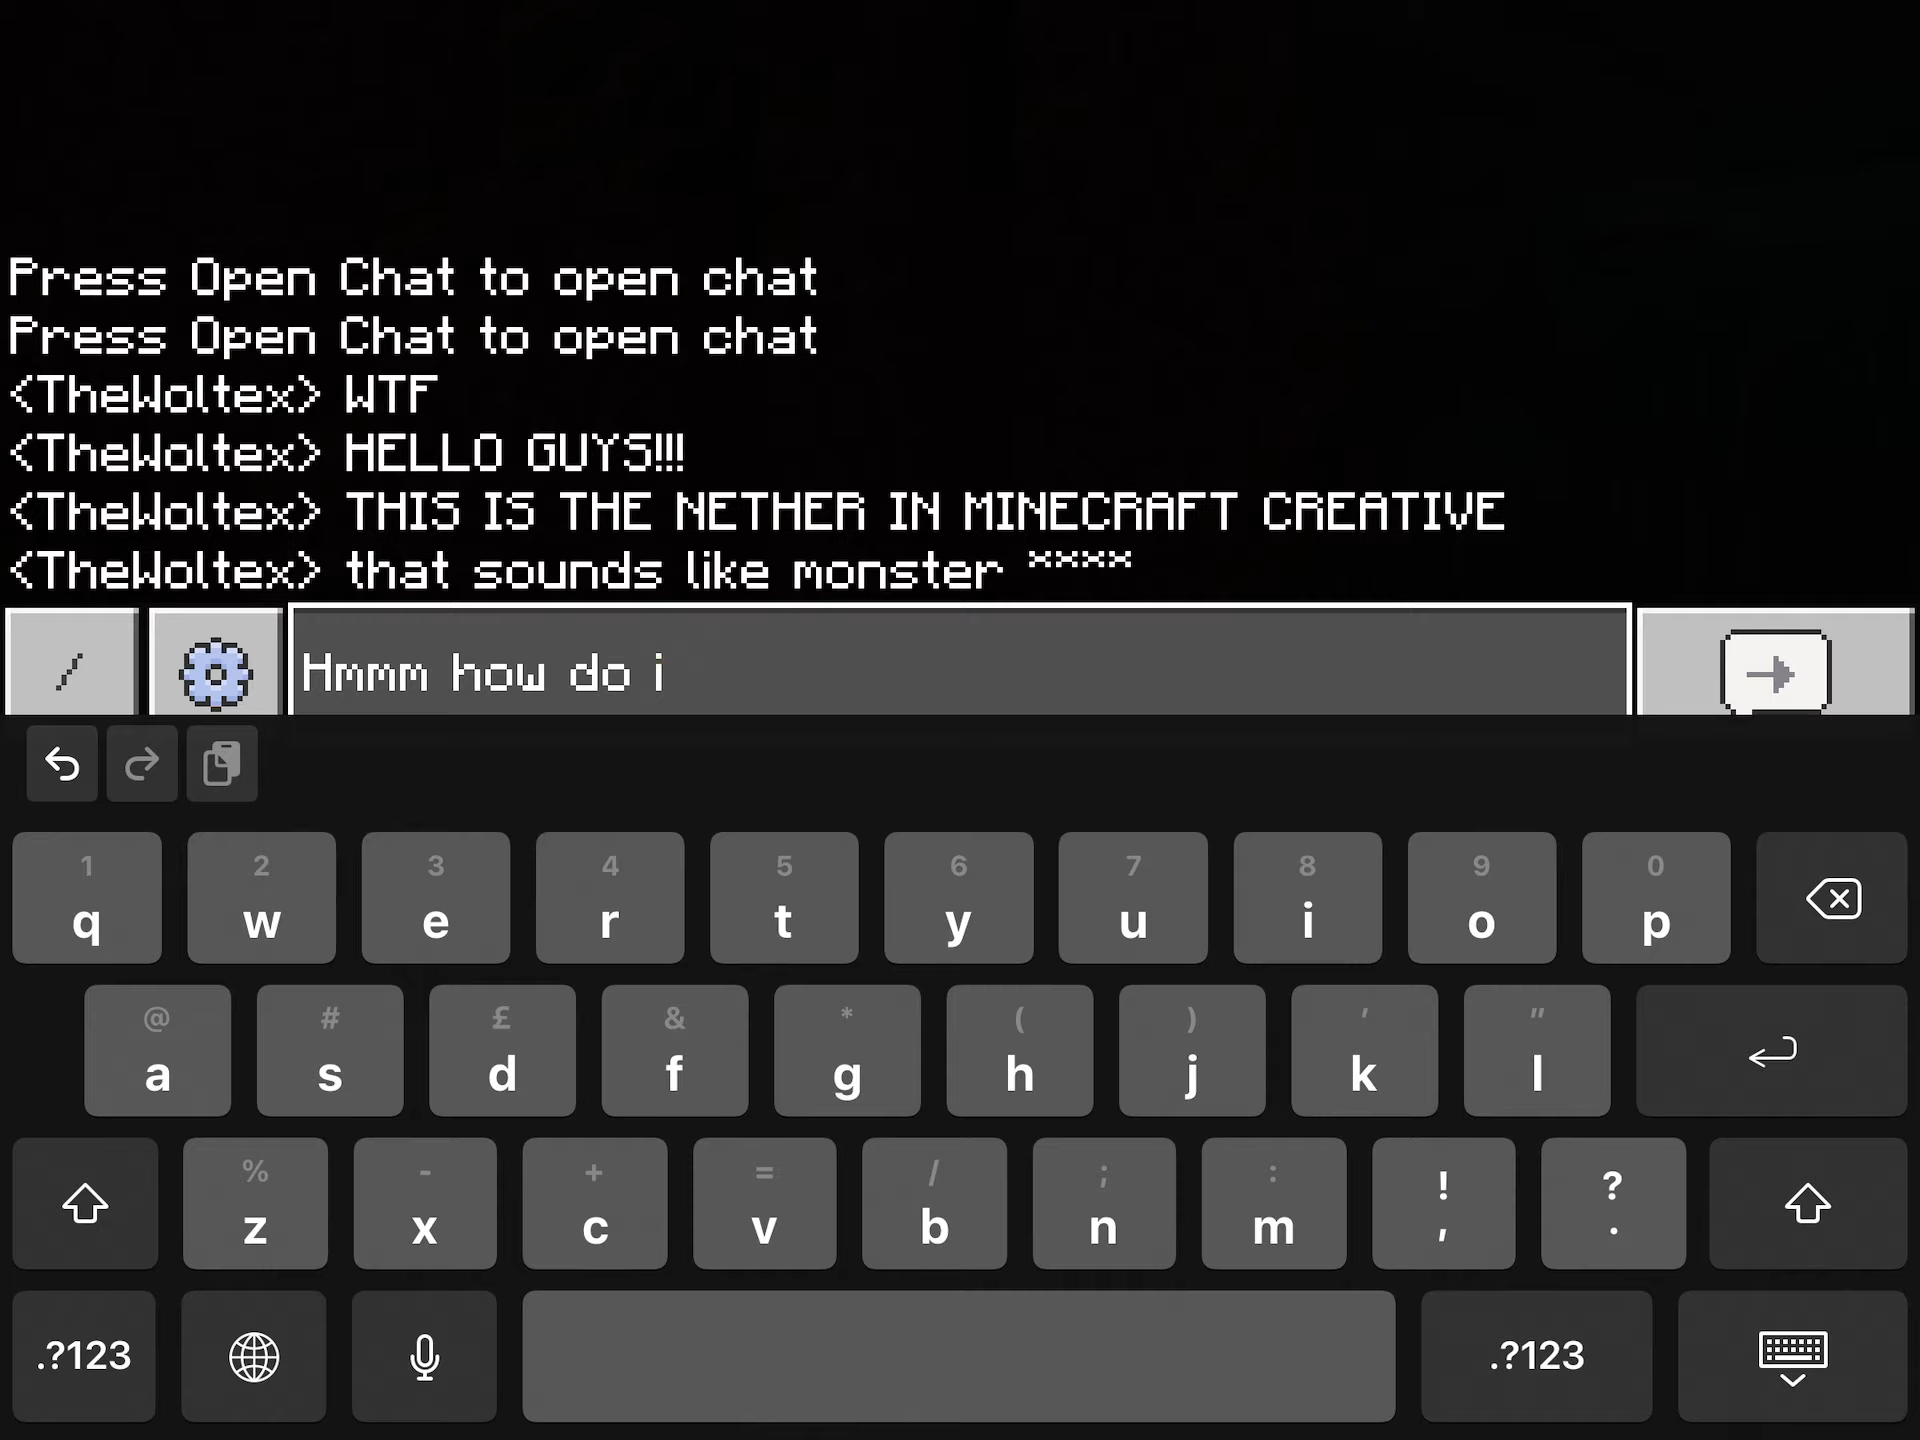 Press Open Chat to open chat
Press Open Chat to open chat
<TheWoltex> WTF
<TheWoltex> HELLO GUYS!!!
<TheWoltex> THIS IS THE NETHER IN MINECRAFT CREATIVE
<TheWoltex> that sounds like monster ****
/ Hmmm how do i
1 2 3 4 5 6 7 8 9 0
q w e r t y u i o p
@ # £ & * ( ) ' "
a s d f g h j k l
% - + = / ; : ! ?
z x c v b n m , .
.?123 .?123